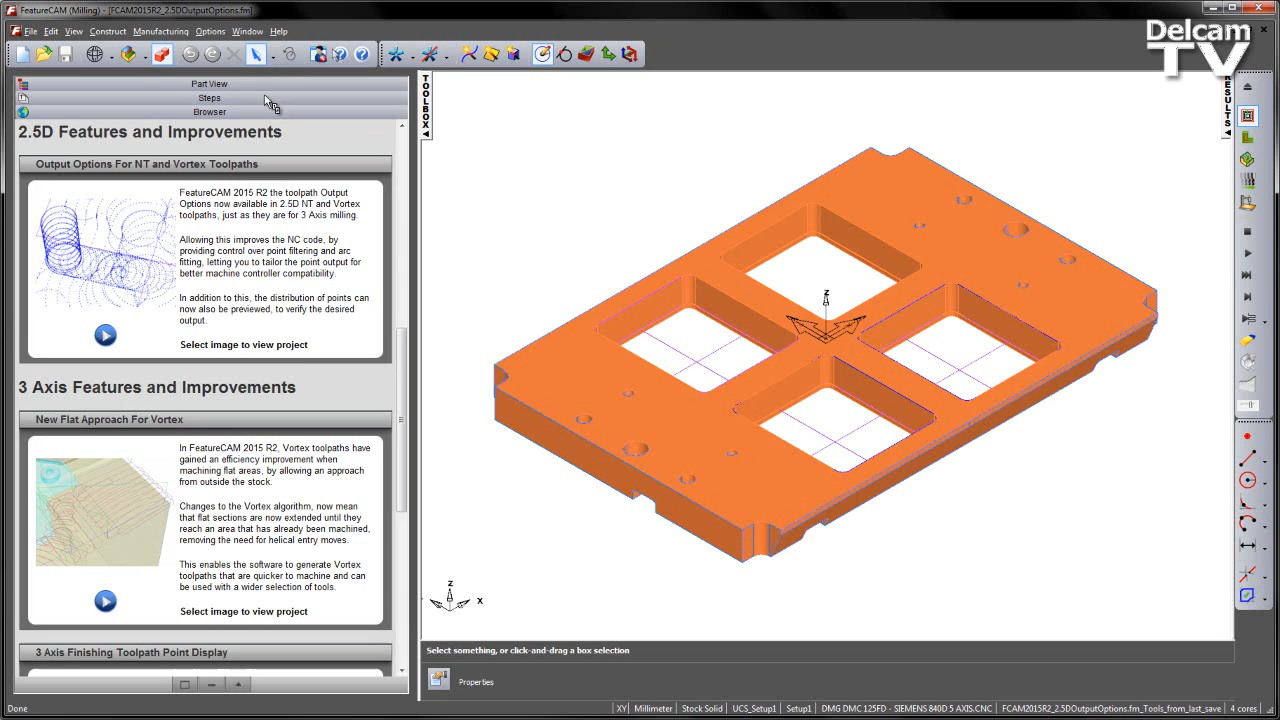 FeatureCAM (Milling) - [FCAM2015R2_2.5DOutputOptions.fm]
File Edit View Construct Manufacturing Options Window Help
Delcam
TV
Part View
Steps
Browser
TOOLBOX
RESULTS
2.5D Features and Improvements
Output Options For NT and Vortex Toolpaths
FeatureCAM 2015 R2 the toolpath Output
Options now available in 2.5D NT and Vortex
toolpaths, just as they are for 3 Axis milling.
Allowing this improves the NC code, by
providing control over point filtering and arc
fitting, letting you to tailor the point output for
better machine controller compatibility.
In addition to this, the distribution of points can
now also be previewed, to verify the desired
output.
Select image to view project
3 Axis Features and Improvements
New Flat Approach For Vortex
In FeatureCAM 2015 R2, Vortex toolpaths have
gained an efficiency improvement when
machining flat areas, by allowing an approach
from outside the stock.
Changes to the Vortex algorithm, now mean
that flat sections are now extended until they
reach an area that has already been machined,
removing the need for helical entry moves.
This enables the software to generate Vortex
toolpaths that are quicker to machine and can
be used with a wider selection of tools.
Select image to view project
3 Axis Finishing Toolpath Point Display
Z
Z
X
Select something, or click-and-drag a box selection
Properties
Done
XY Millimeter Stock Solid UCS_Setup1 Setup1 DMG DMC 125FD - SIEMENS 840D 5 AXIS.CNC FCAM2015R2_2.5DOutputOptions.fm_Tools_from_last_save 4 cores